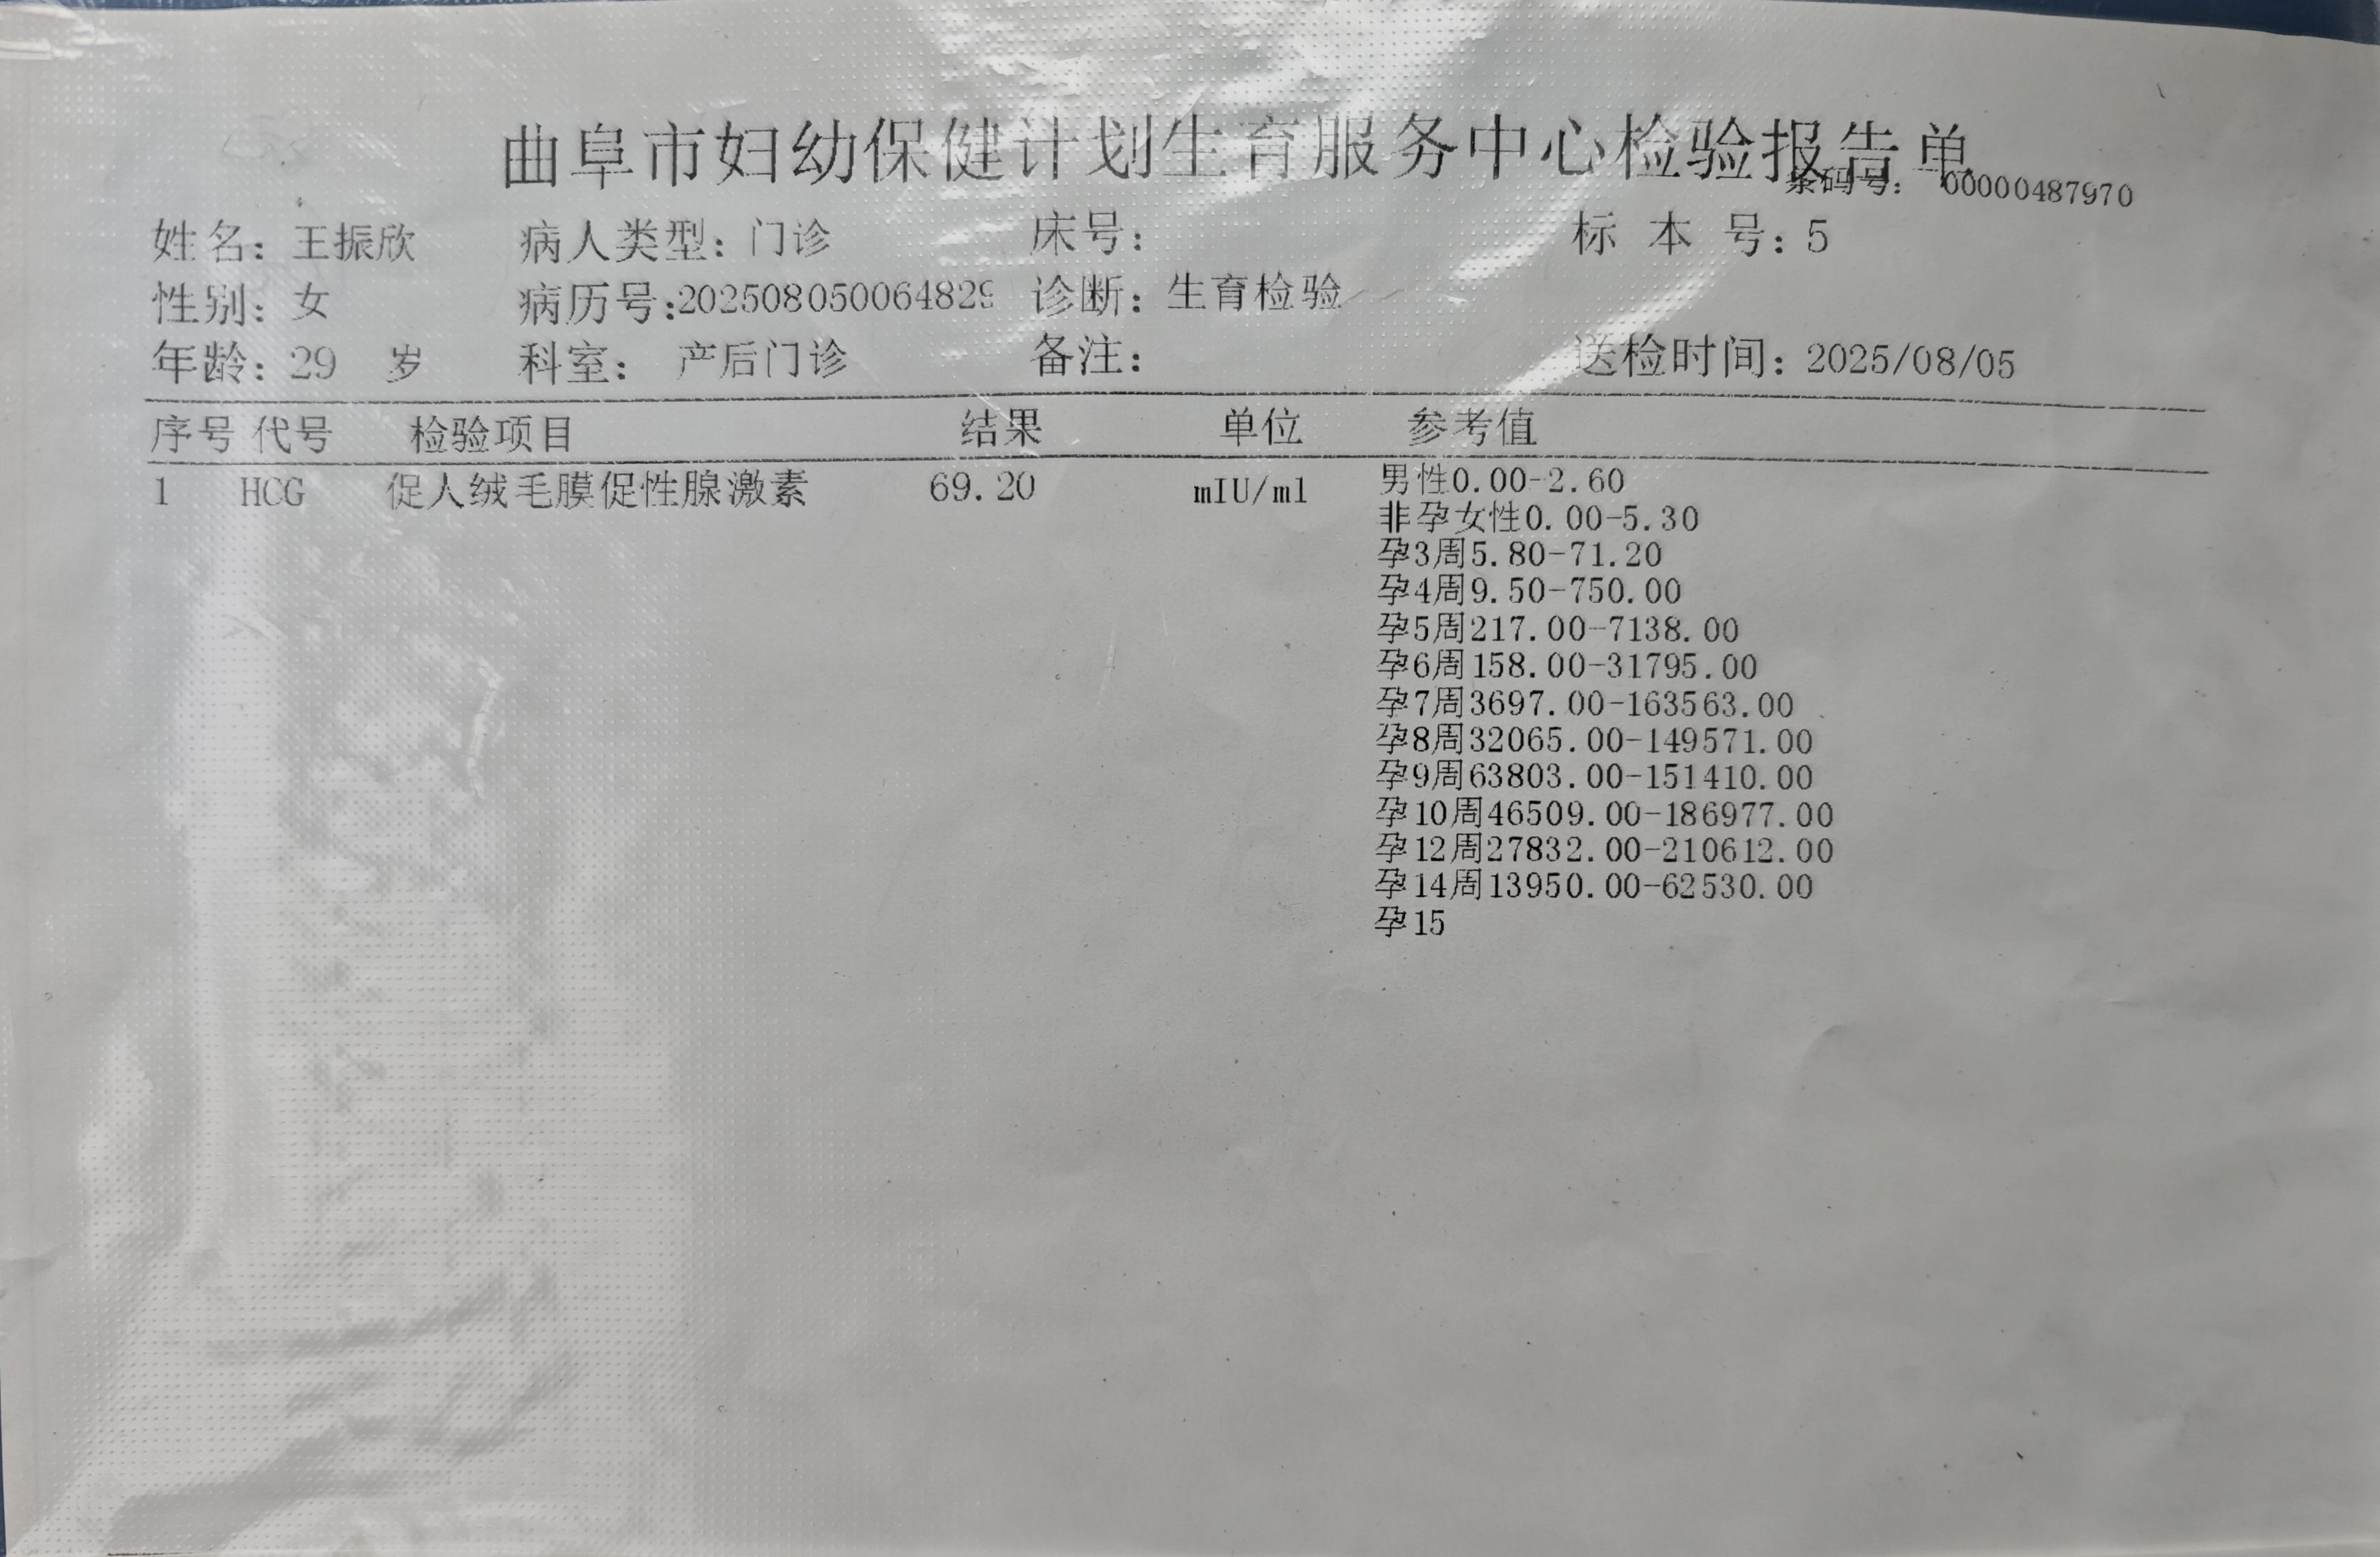 曲阜市妇幼保健计划生育服务中心检验报告单
条码号： 00000487970
姓名：王振欣 病人类型：门诊 床号： 标本号：5
性别：女 病历号：202508050064829 诊断：生育检验
年龄：29 岁 科室： 产后门诊 备注： 送检时间：2025/08/05
序号 代号 检验项目 结果 单位 参考值
1 HCG 促人绒毛膜促性腺激素 69.20 mIU/ml 男性0.00-2.60
非孕女性0.00-5.30
孕3周5.80-71.20
孕4周9.50-750.00
孕5周217.00-7138.00
孕6周158.00-31795.00
孕7周3697.00-163563.00
孕8周32065.00-149571.00
孕9周63803.00-151410.00
孕10周46509.00-186977.00
孕12周27832.00-210612.00
孕14周13950.00-62530.00
孕15